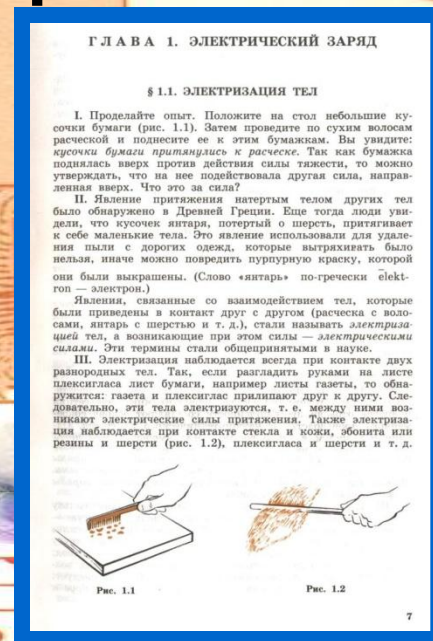 ГЛАВА 1. ЭЛЕКТРИЧЕСКИЙ ЗАРЯД
§ 1.1. ЭЛЕКТРИЗАЦИЯ ТЕЛ
I. Проделайте опыт. Положите на стол небольшие ку-
сочки бумаги (рис. 1.1). Затем проведите по сухим волосам
расческой и поднесите ее к этим бумажкам. Вы увидите:
кусочки бумаги притянулись к расческе. Так как бумажка
поднялась вверх против действия силы тяжести, то можно
утверждать, что на нее подействовала другая сила, направ-
ленная вверх. Что это за сила?
II. Явление притяжения натертым телом других тел
было обнаружено в Древней Греции. Еще тогда люди уви-
дели, что кусочек янтаря, потертый о шерсть, притягивает
к себе маленькие тела. Это явление использовали для удале-
ния пыли с дорогих одежд, которые вытряхивать было
нельзя, иначе можно повредить пурпурную краску, которой
они были выкрашены. (Слово «янтарь» по-гречески ēlekt-
ron — электрон.)
Явления, связанные со взаимодействием тел, которые
были приведены в контакт друг с другом (расческа с воло-
сами, янтарь с шерстью и т. д.), стали называть электриза-
цией тел, а возникающие при этом силы — электрическими
силами. Эти термины стали общепринятыми в науке.
III. Электризация наблюдается всегда при контакте двух
разнородных тел. Так, если разгладить руками на листе
плексигласа лист бумаги, например листы газеты, то обна-
ружится: газета и плексиглас прилипают друг к другу. Сле-
довательно, эти тела электризуются, т. е. между ними воз-
никают электрические силы притяжения. Также электриза-
ция наблюдается при контакте стекла и кожи, эбонита или
резины и шерсти (рис. 1.2), плексигласа и шерсти и т. д.
Рис. 1.1
Рис. 1.2
7